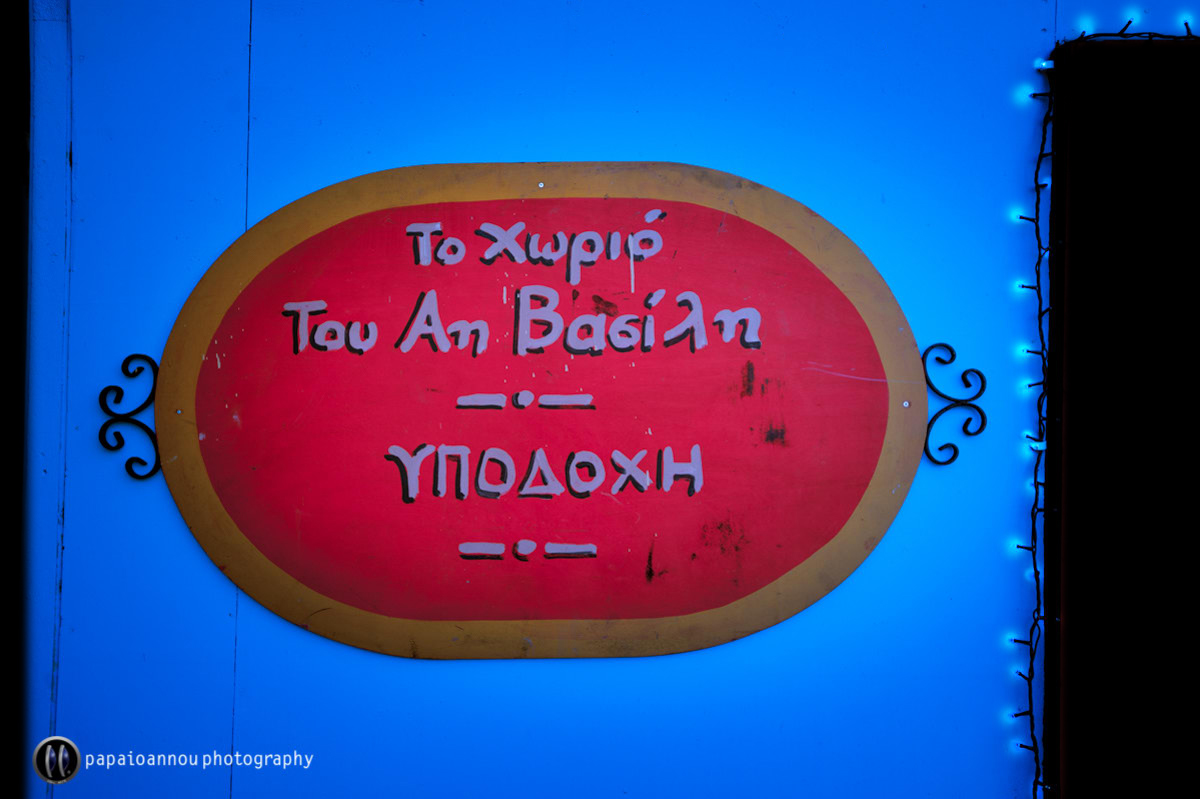 Το Χωριό
Του Αη Βασίλη
—•—
ΥΠΟΔΟΧΗ
—•—
papaioannou photography